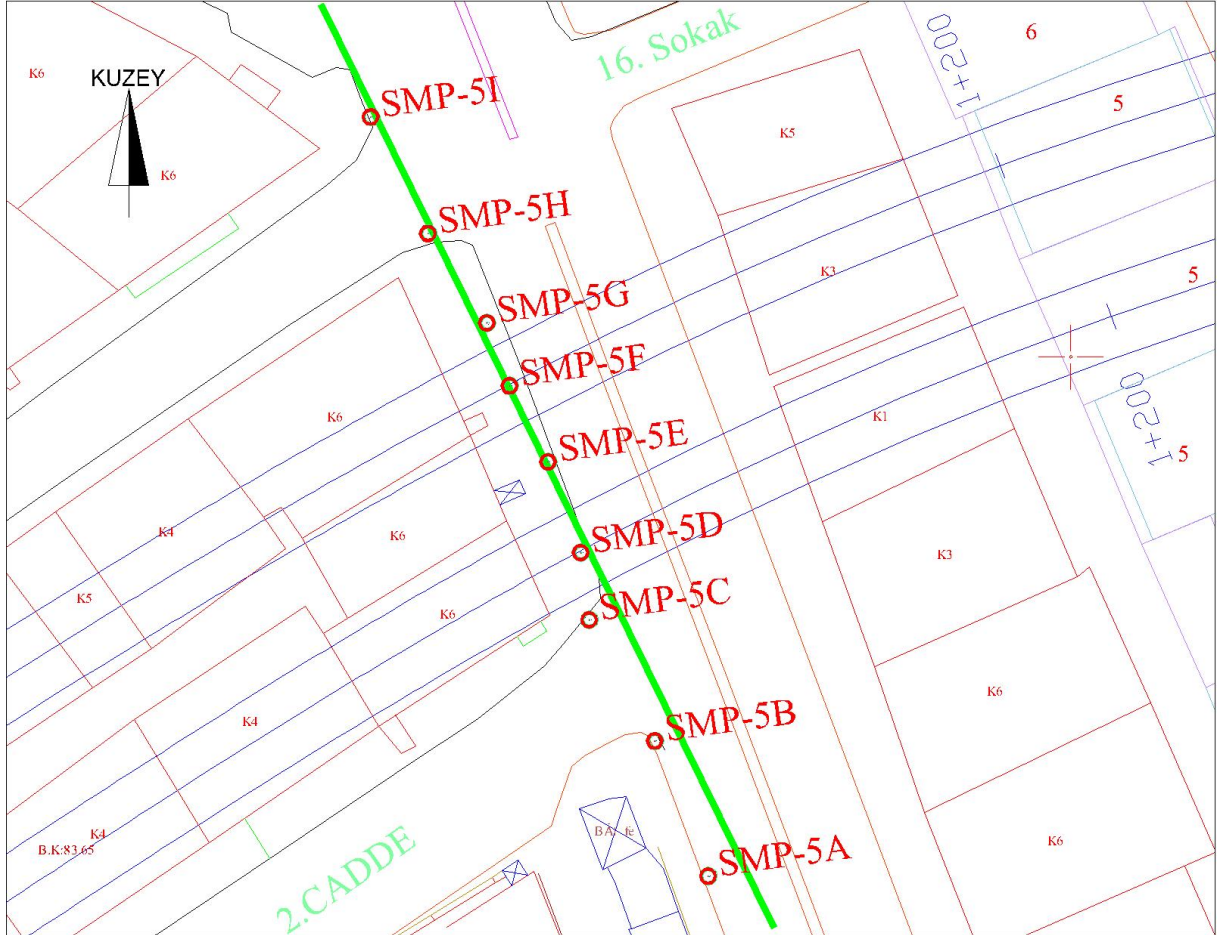 16. Sokak
1+200
6
K6
KUZEY
SMP-5I
5
K5
K6
SMP-5H
K3
5
SMP-5G
SMP-5F
K6
K1
1+200
SMP-5E
5
K4
K6
SMP-5D
K3
K5
SMP-5C
K6
K6
K4
SMP-5B
K4
B.K:83.65
K6
SMP-5A
2.CADDE